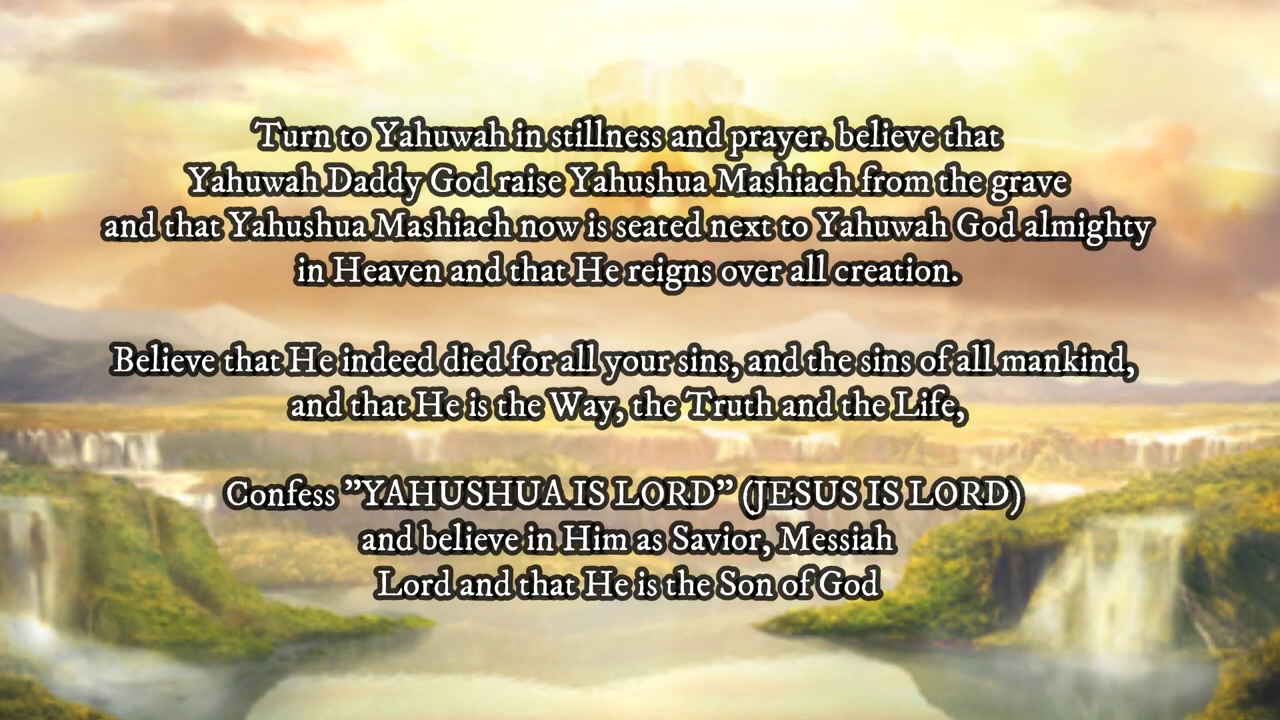 Turn to Yahuwah in stillness and prayer. believe that
Yahuwah Daddy God raise Yahushua Mashiach from the grave
and that Yahushua Mashiach now is seated next to Yahuwah God almighty
in Heaven and that He reigns over all creation.
Believe that He indeed died for all your sins, and the sins of all mankind,
and that He is the Way, the Truth and the Life,
Confess "YAHUSHUA IS LORD" (JESUS IS LORD)
and believe in Him as Savior, Messiah
Lord and that He is the Son of God